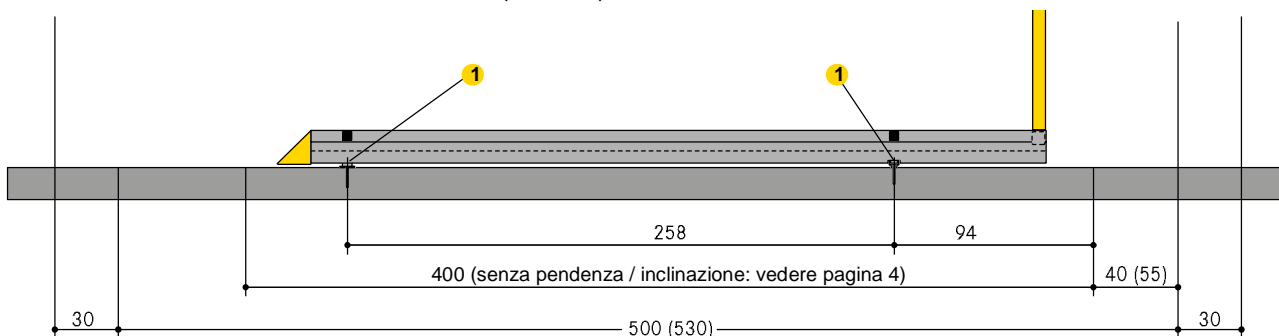 1 1
258 94
400 (senza pendenza / inclinazione: vedere pagina 4) 40 (55)
30 500 (530) 30